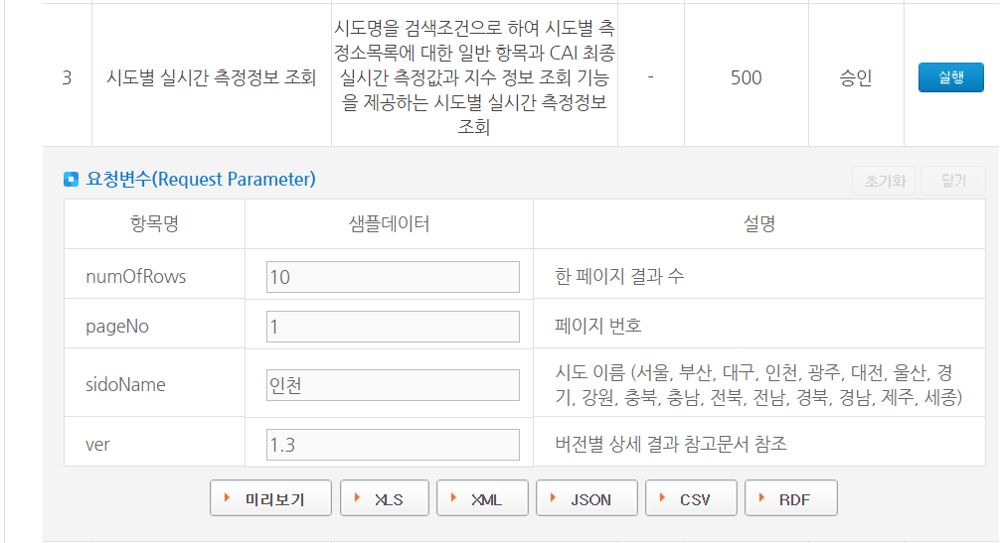 3
시도별 실시간 측정정보 조회
시도명을 검색조건으로 하여 시도별 측
정소목록에 대한 일반 항목과 CAI 최종
실시간 측정값과 지수 정보 조회 기능
을 제공하는 시도별 실시간 측정정보
조회
-
500
승인
실행
요청변수(Request Parameter)
초기화
닫기
항목명
샘플데이터
설명
numOfRows
10
한 페이지 결과 수
pageNo
1
페이지 번호
sidoName
인천
시도 이름 (서울, 부산, 대구, 인천, 광주, 대전, 울산, 경
기, 강원, 충북, 충남, 전북, 전남, 경북, 경남, 제주, 세종)
ver
1.3
버전별 상세 결과 참고문서 참조
미리보기
XLS
XML
JSON
CSV
RDF